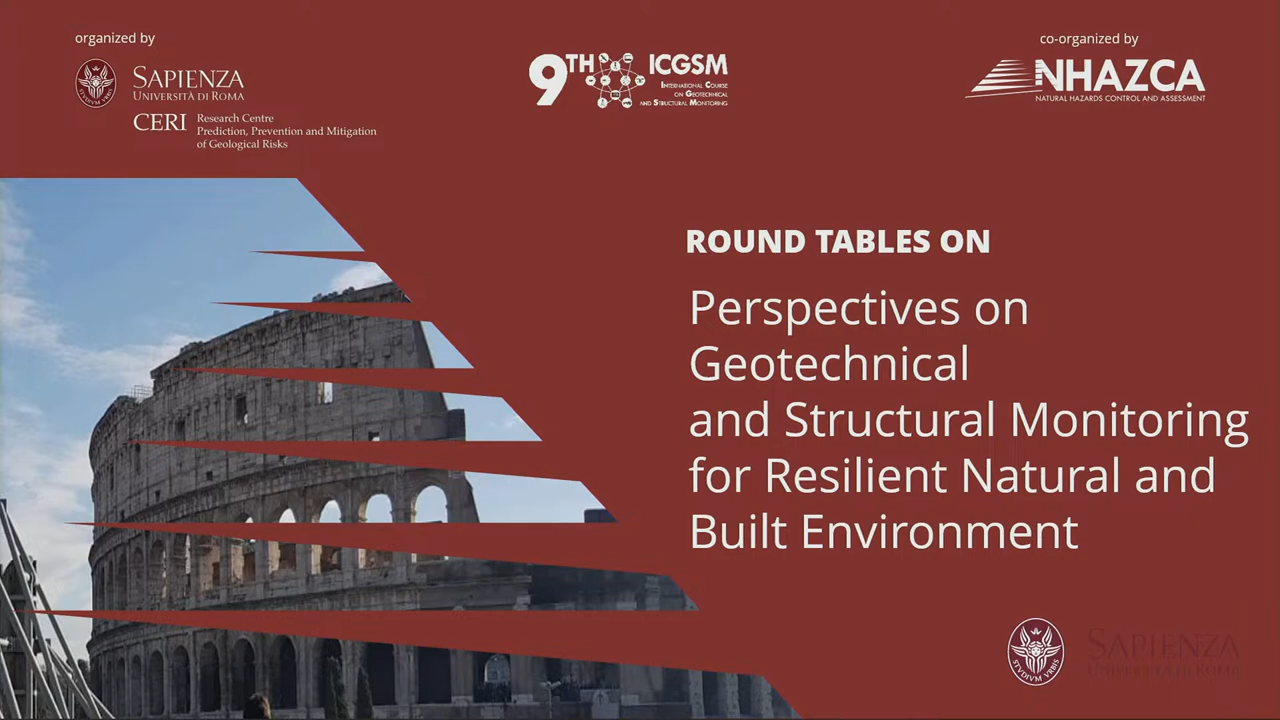 organized by
SAPIENZA
UNIVERSITÀ DI ROMA
CERI
Research Centre
Prediction, Prevention and Mitigation
of Geological Risks
9TH
ICGSM
INTERNATIONAL COURSE
ON GEOTECHNICAL
AND STRUCTURAL MONITORING
co-organized by
NHAZCA
NATURAL HAZARDS CONTROL AND ASSESSMENT
ROUND TABLES ON
Perspectives on
Geotechnical
and Structural Monitoring
for Resilient Natural and
Built Environment
STVDIVM VRBIS
SAPIENZA
UNIVERSITÀ DI ROMA